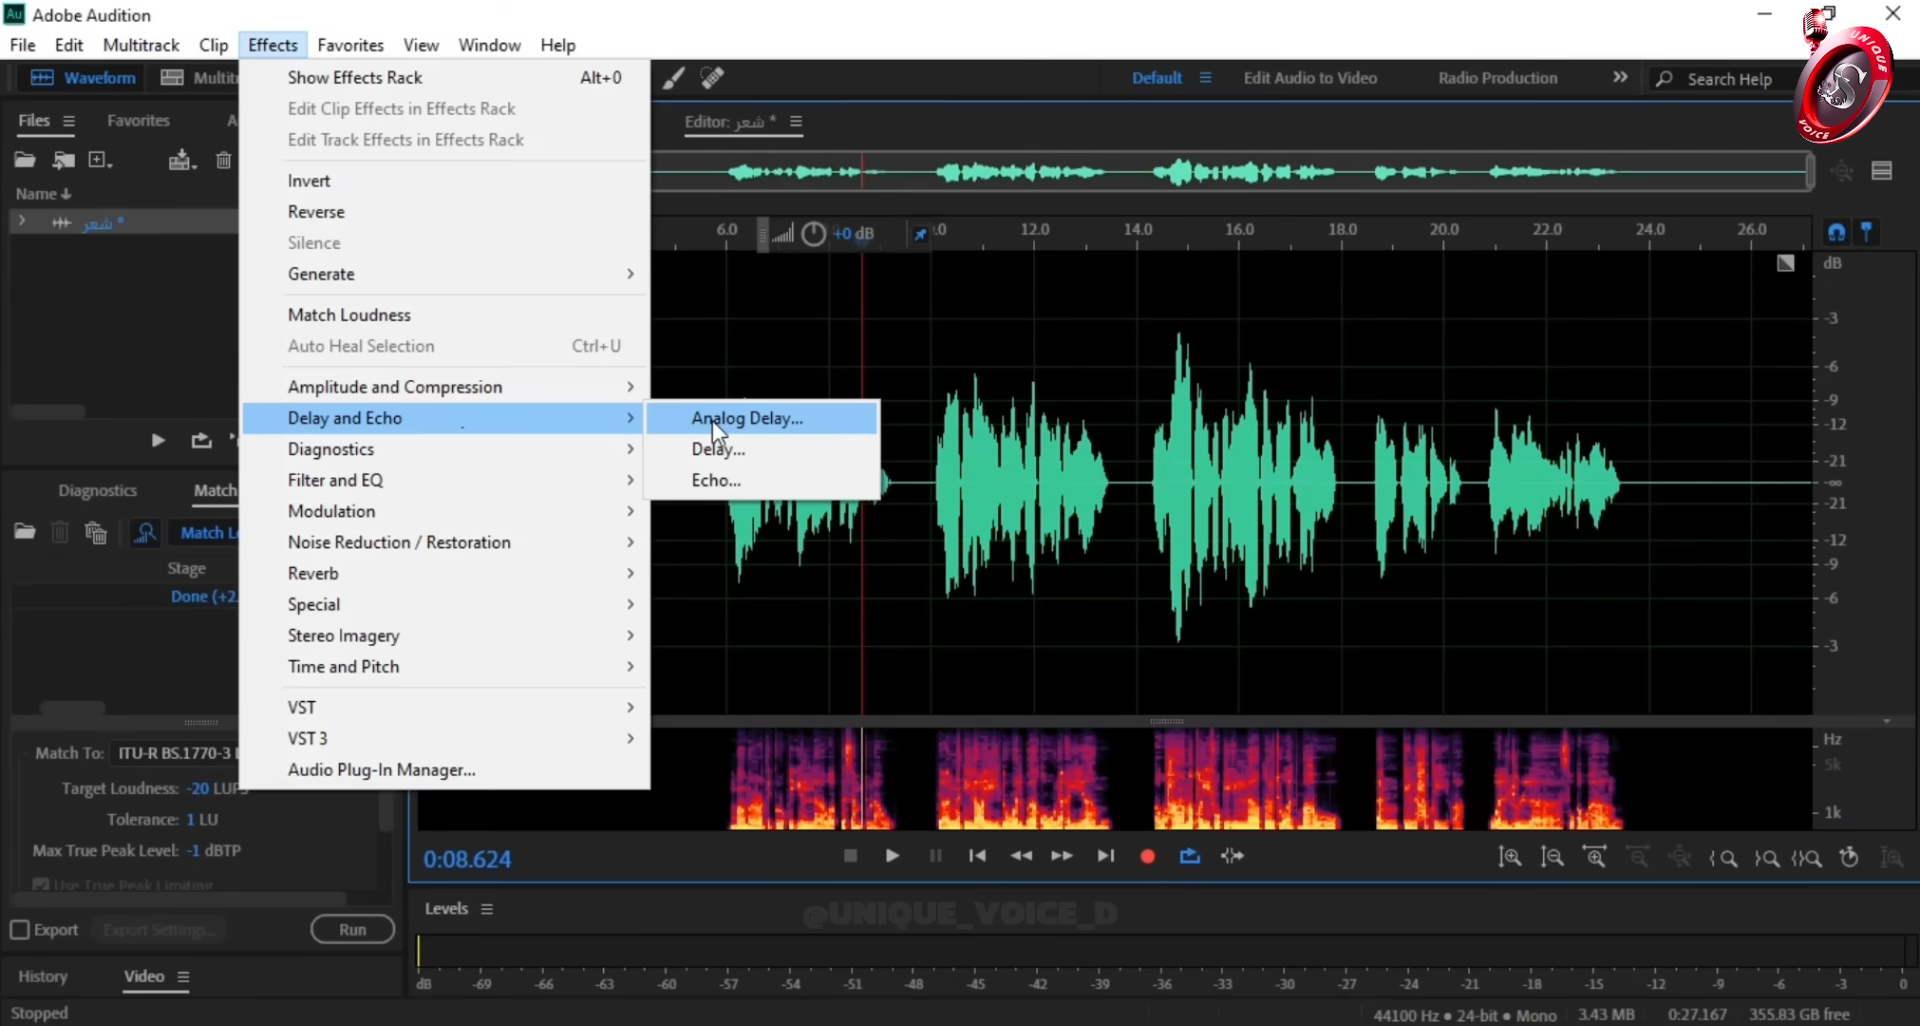 Adobe Audition
File Edit Multitrack Clip Effects Favorites View Window Help
Waveform
Default Edit Audio to Video Radio Production Search Help
UNIQUE
S
VOICE
Files Favorites
Name
شعر *
Show Effects Rack Alt+0
Edit Clip Effects in Effects Rack
Edit Track Effects in Effects Rack
Invert
Reverse
Silence
Generate
Match Loudness
Auto Heal Selection Ctrl+U
Amplitude and Compression
Delay and Echo
Diagnostics
Filter and EQ
Modulation
Noise Reduction / Restoration
Reverb
Special
Stereo Imagery
Time and Pitch
VST
VST 3
Audio Plug-In Manager...
Analog Delay...
Delay...
Echo...
Editor: شعر *
6.0 +0 dB 12.0 14.0 16.0 18.0 20.0 22.0 24.0 26.0
dB
-3
-6
-9
-12
-21
-∞
-21
-12
-9
-6
-3
Hz
5k
1k
Diagnostics Match
Stage
Done (+2.
Match To: ITU-R BS.1770-3
Target Loudness: -20 LUFS
Tolerance: 1 LU
Max True Peak Level: -1 dBTP
Use True Peak Limiting
Export Export Settings... Run
History Video
Stopped
0:08.624
Levels
@UNIQUE_VOICE_D
dB -69 -66 -63 -60 -57 -54 -51 -48 -45 -42 -39 -36 -33 -30 -27 -24 -21 -18 -15 -12 -9 -6 -3 0
44100 Hz • 24-bit • Mono 3.43 MB 0:27.167 355.83 GB free